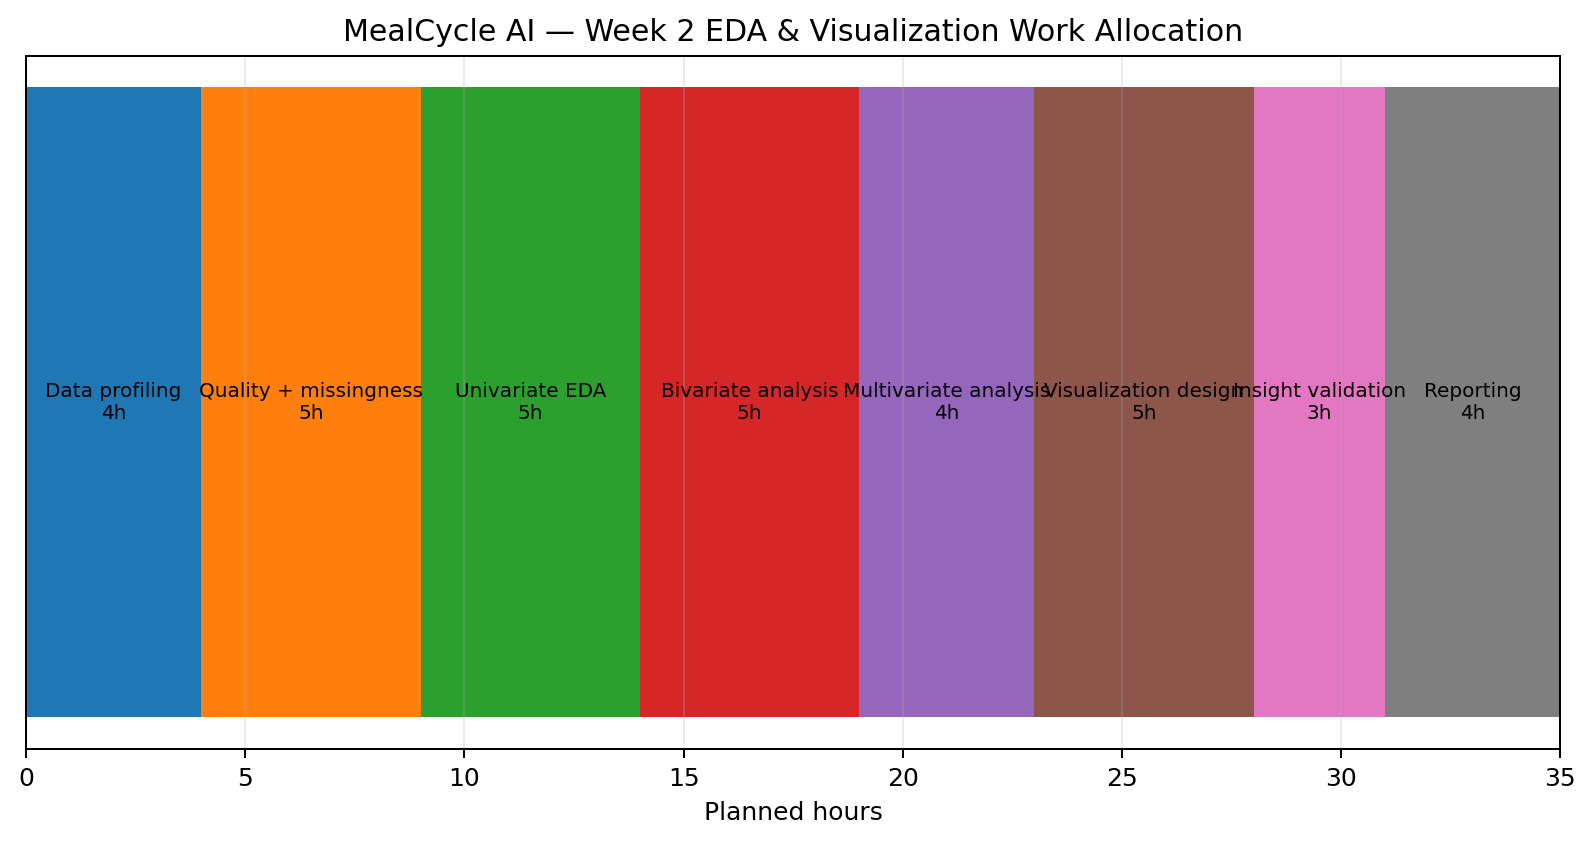 MealCycle AI — Week 2 EDA & Visualization Work Allocation
Data profiling
4h
Quality + missingness
5h
Univariate EDA
5h
Bivariate analysis
5h
Multivariate analysis
4h
Visualization design
5h
Insight validation
3h
Reporting
4h
0 5 10 15 20 25 30 35
Planned hours